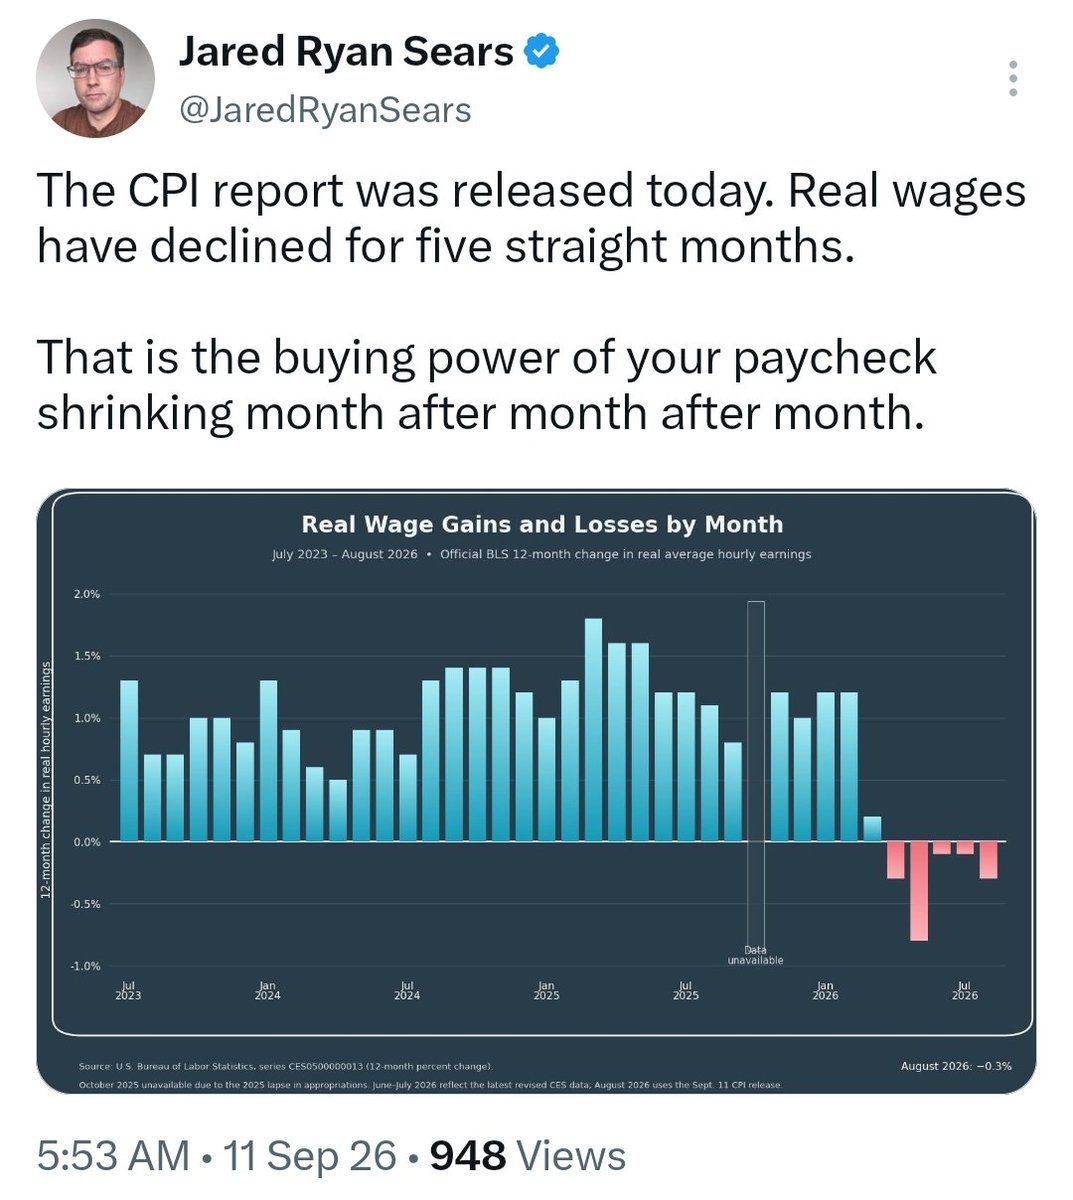 Jared Ryan Sears
@JaredRyanSears
The CPI report was released today. Real wages
have declined for five straight months.
That is the buying power of your paycheck
shrinking month after month after month.
Real Wage Gains and Losses by Month
July 2023 – August 2026 • Official BLS 12-month change in real average hourly earnings
12-month change in real hourly earnings
2.0%
1.5%
1.0%
0.5%
0.0%
-0.5%
-1.0%
Data
unavailable
Jul
2023
Jan
2024
Jul
2024
Jan
2025
Jul
2025
Jan
2026
Jul
2026
Source: U.S. Bureau of Labor Statistics, series CES0500000013 (12-month percent change).
August 2026: −0.3%
October 2025 unavailable due to the 2025 lapse in appropriations. June–July 2026 reflect the latest revised CES data; August 2026 uses the Sept. 11 CPI release.
5:53 AM • 11 Sep 26 • 948 Views